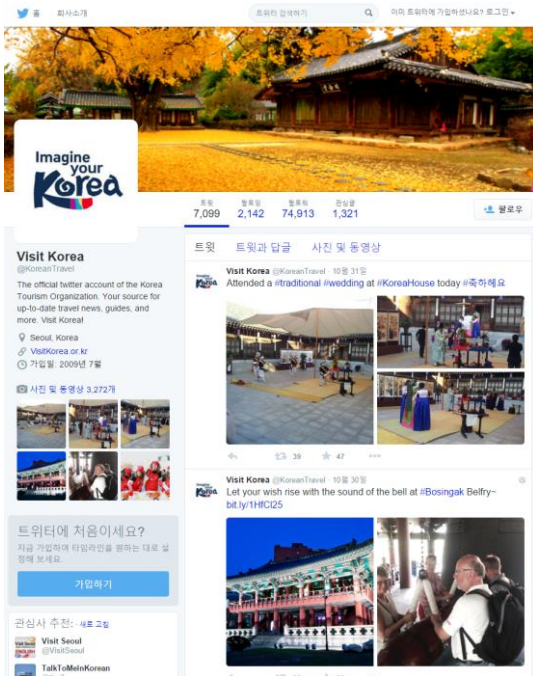 홈
회사소개
트위터 검색하기
이미 트위터에 가입하셨나요? 로그인
Imagine
your
Korea
트윗
7,099
팔로잉
2,142
팔로워
74,913
관심글
1,321
팔로우
Visit Korea
@KoreanTravel
The official twitter account of the Korea
Tourism Organization. Your source for
up-to-date travel news, guides, and
more. Visit Korea!
Seoul, Korea
VisitKorea.or.kr
가입일: 2009년 7월
사진 및 동영상 3,272개
트위터에 처음이세요?
지금 가입하여 타임라인을 원하는 대로 설
정해 보세요.
가입하기
관심사 추천: · 새로 고침
Visit Seoul
@VisitSeoul
TalkToMeInKorean
트윗
트윗과 답글
사진 및 동영상
Visit Korea @KoreanTravel · 10월 31일
Attended a #traditional #wedding at #KoreaHouse today #축하해요
39
47
Visit Korea @KoreanTravel · 10월 30일
Let your wish rise with the sound of the bell at #Bosingak Belfry~
bit.ly/1HfCl25